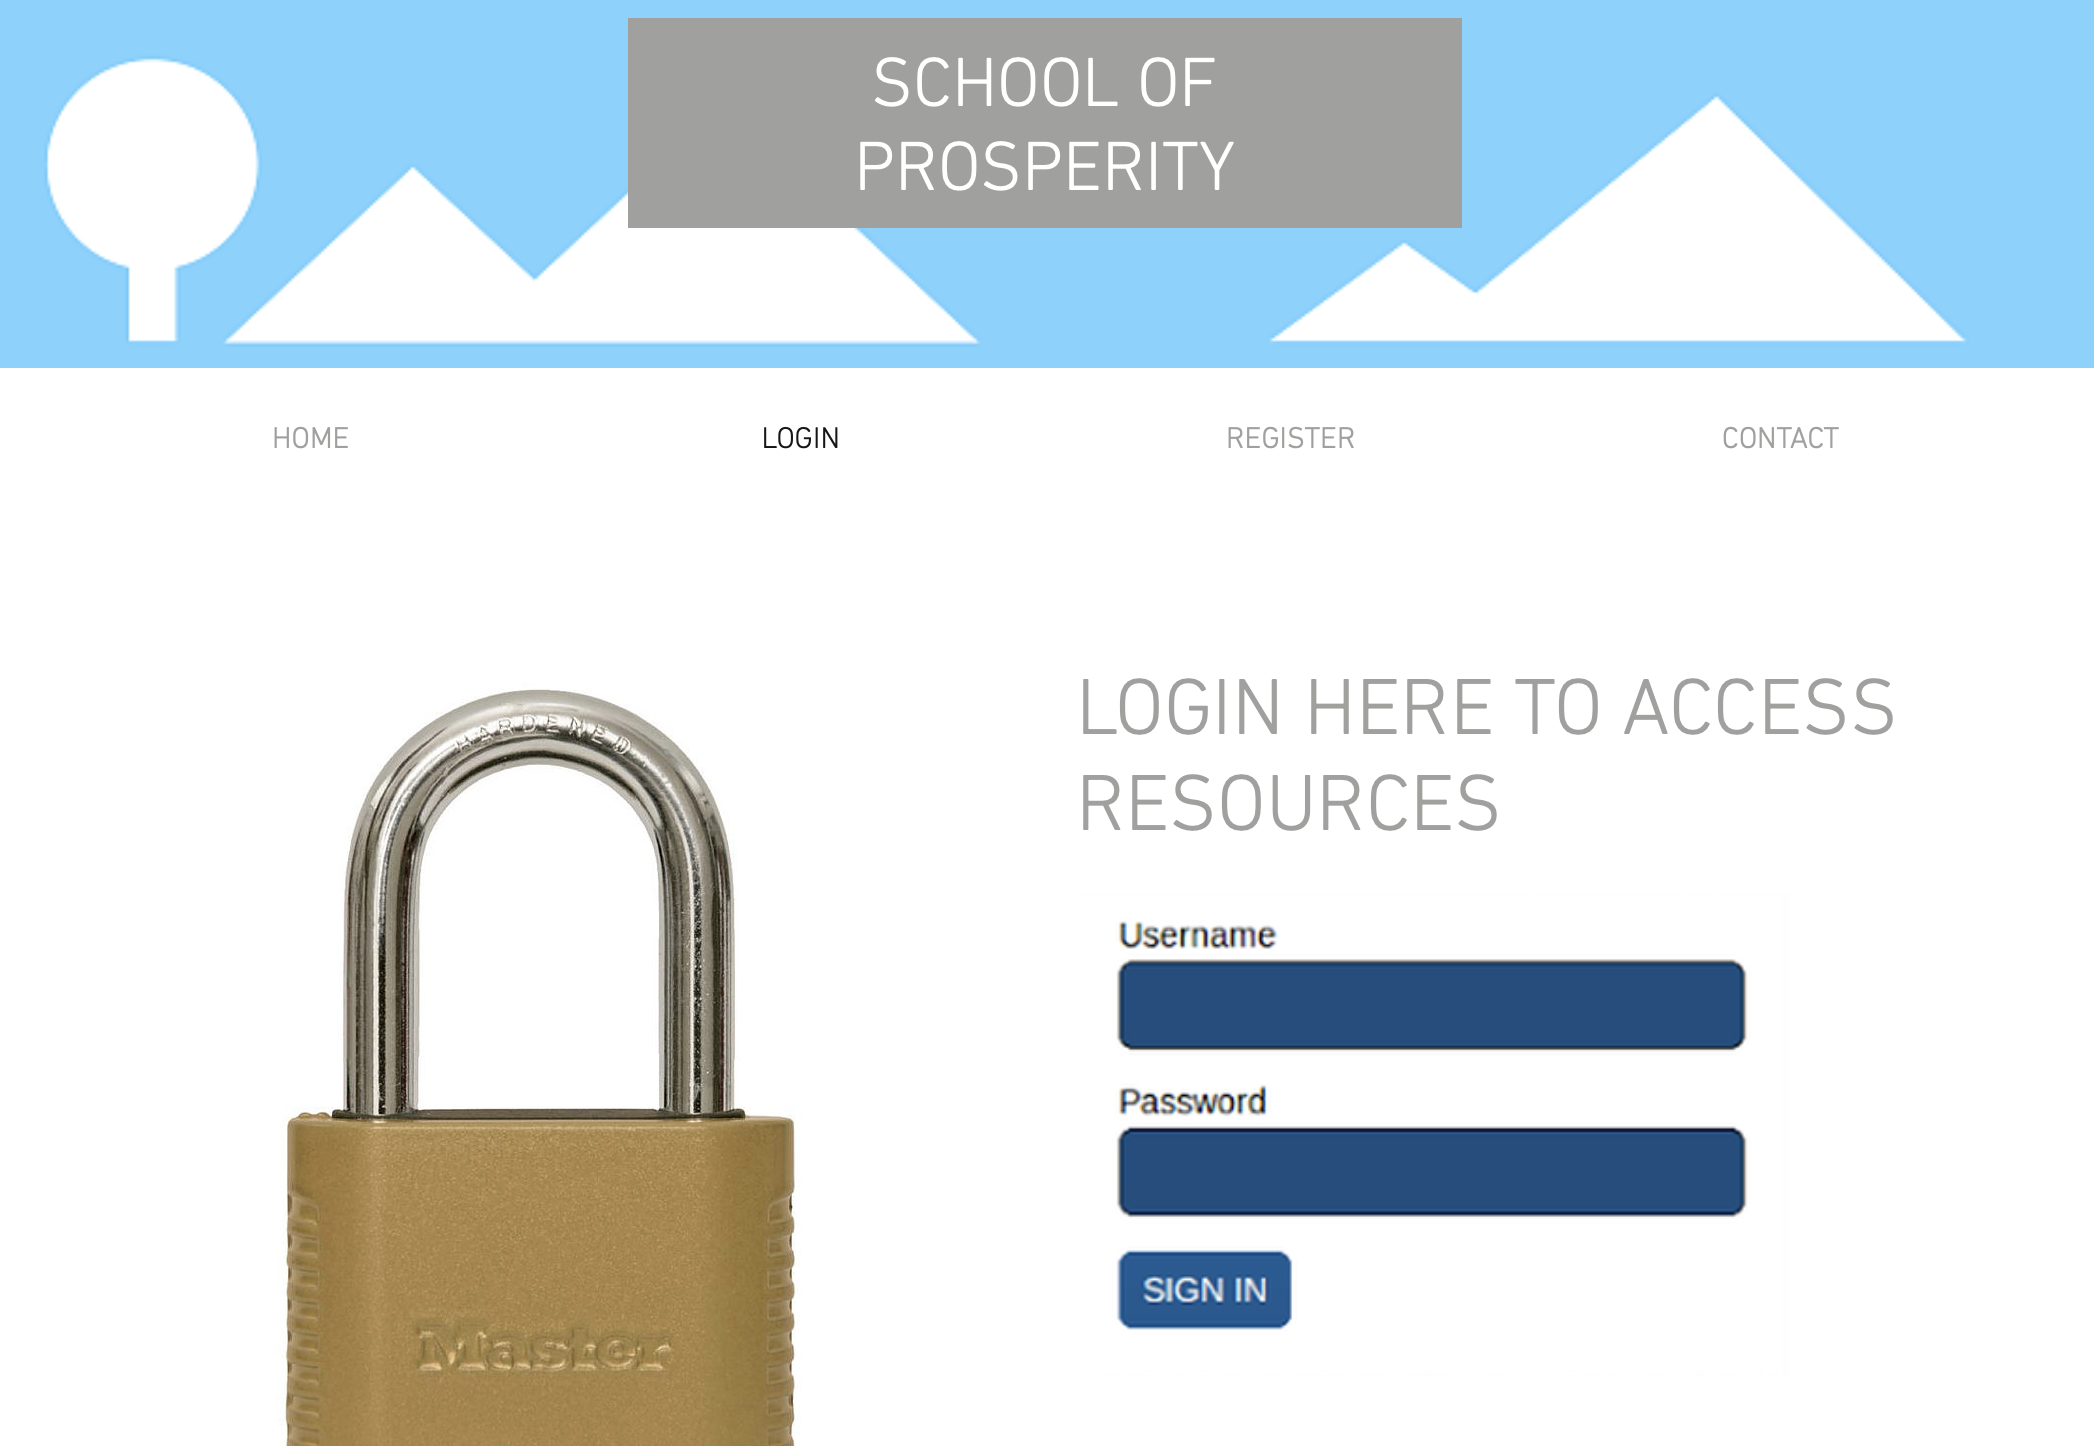 SCHOOL OF
PROSPERITY
HOME
LOGIN
REGISTER
CONTACT
HARDENED
LOGIN HERE TO ACCESS
RESOURCES
Username
Password
SIGN IN
Master